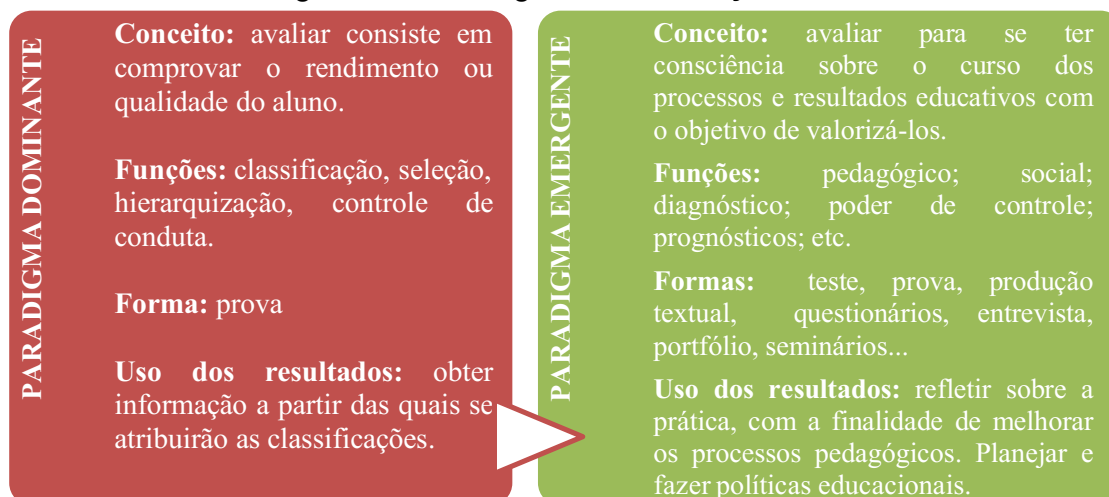 PARADIGMA DOMINANTE
Conceito: avaliar consiste em
comprovar o rendimento ou
qualidade do aluno.
Funções: classificação, seleção,
hierarquização, controle de
conduta.
Forma: prova
Uso dos resultados: obter
informação a partir das quais se
atribuirão as classificações.
PARADIGMA EMERGENTE
Conceito: avaliar para se ter
consciência sobre o curso dos
processos e resultados educativos com
o objetivo de valorizá-los.
Funções: pedagógico; social;
diagnóstico; poder de controle;
prognósticos; etc.
Formas: teste, prova, produção
textual, questionários, entrevista,
portfólio, seminários...
Uso dos resultados: refletir sobre a
prática, com a finalidade de melhorar
os processos pedagógicos. Planejar e
fazer políticas educacionais.